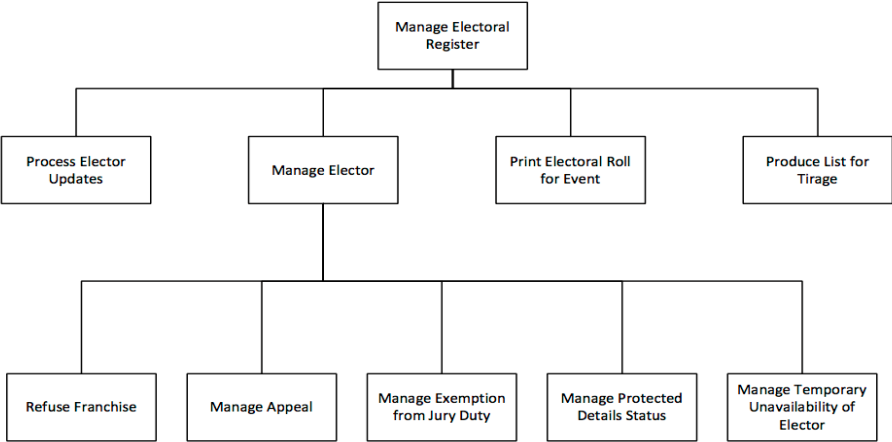 Manage Electoral
Register
Process Elector
Updates
Manage Elector
Print Electoral Roll
for Event
Produce List for
Tirage
Refuse Franchise
Manage Appeal
Manage Exemption
from Jury Duty
Manage Protected
Details Status
Manage Temporary
Unavailability of
Elector